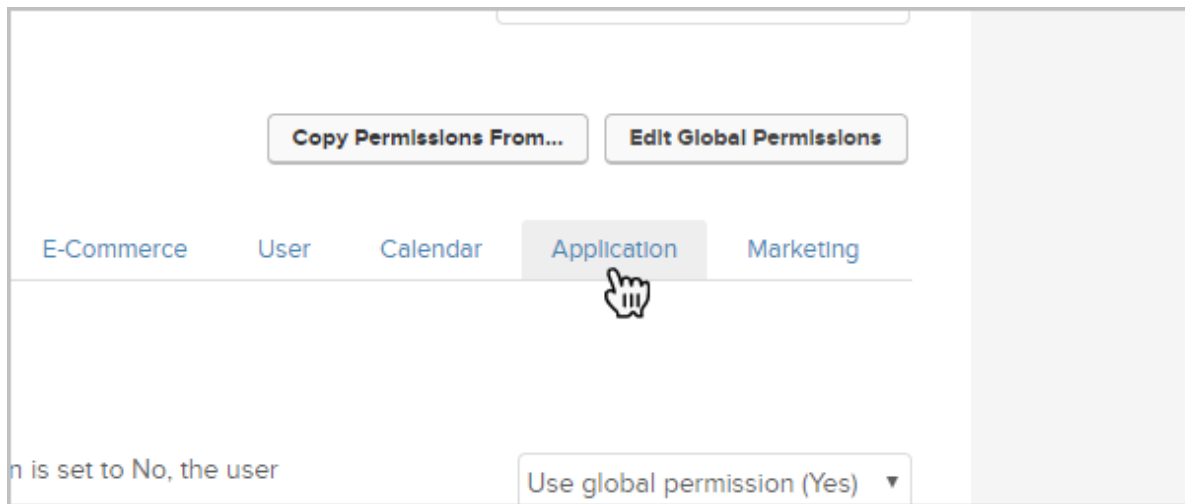 Copy Permissions From... Edit Global Permissions
E-Commerce User Calendar Application Marketing
n is set to No, the user
Use global permission (Yes)